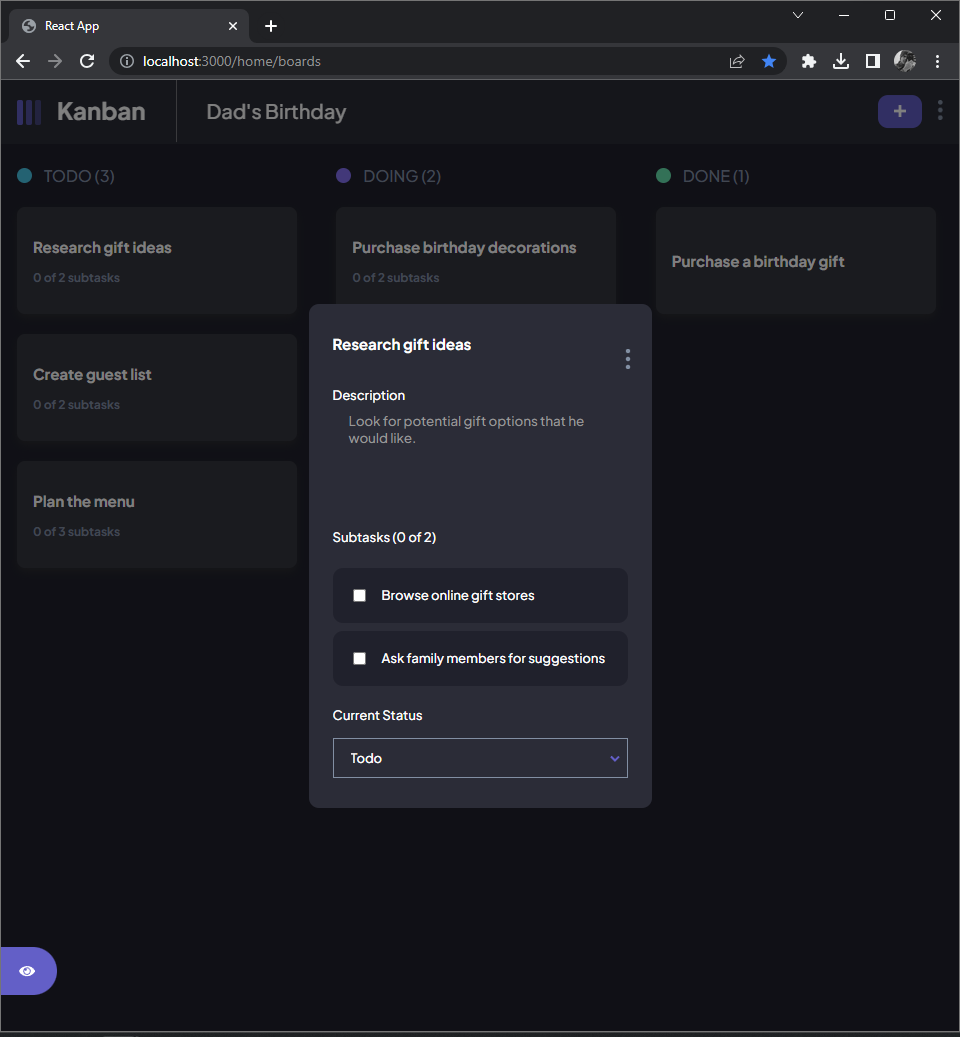 React App
localhost:3000/home/boards
Kanban
Dad's Birthday
+
TODO (3)
DOING (2)
DONE (1)
Research gift ideas
0 of 2 subtasks
Purchase birthday decorations
0 of 2 subtasks
Purchase a birthday gift
Create guest list
0 of 2 subtasks
Plan the menu
0 of 3 subtasks
Research gift ideas
Description
Look for potential gift options that he
would like.
Subtasks (0 of 2)
Browse online gift stores
Ask family members for suggestions
Current Status
Todo